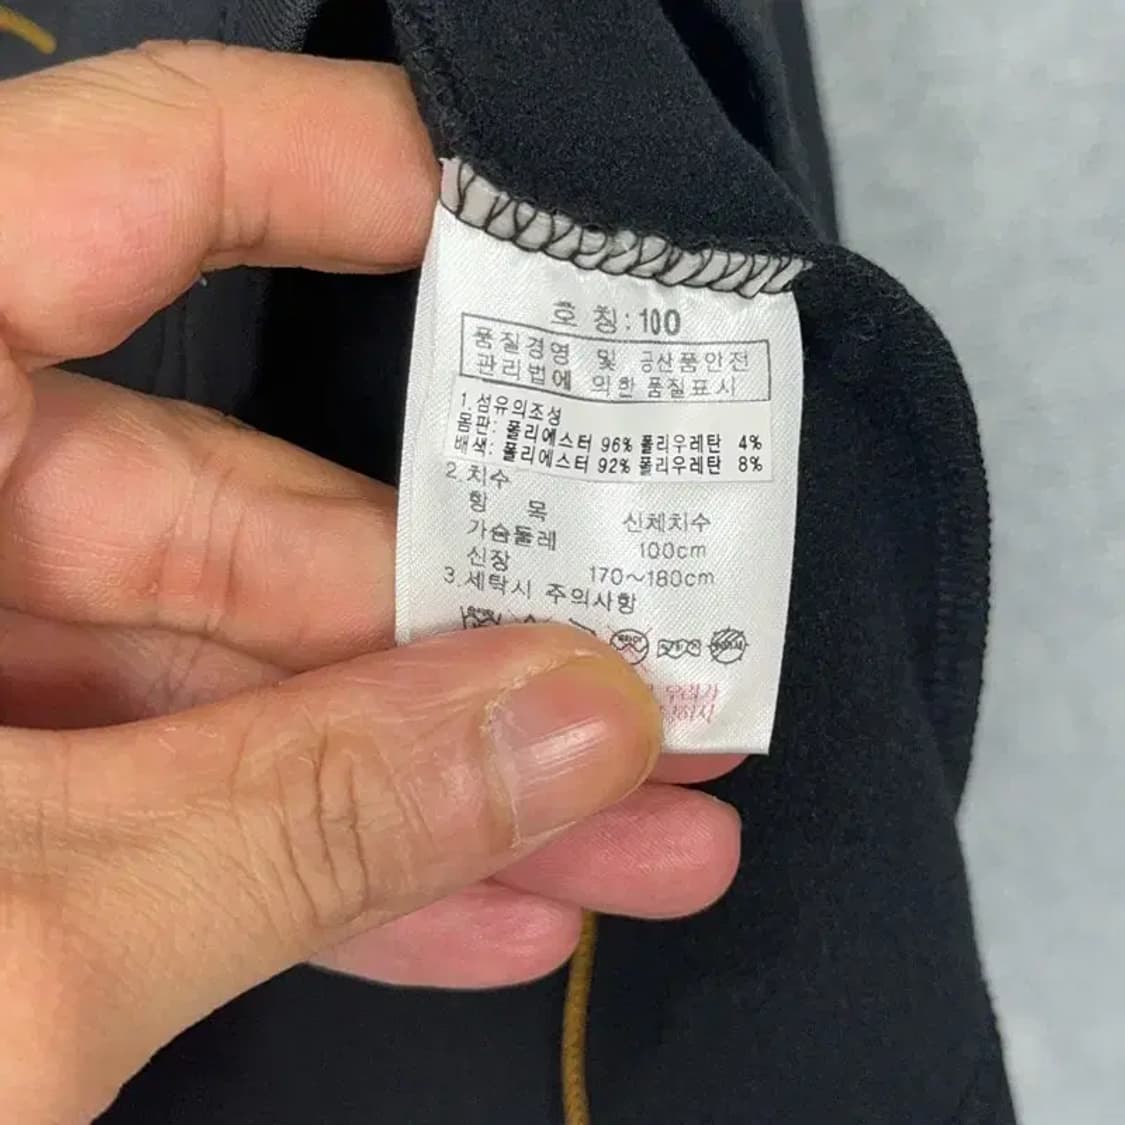 호 칭: 100
품질경영 및 공산품안전
관리법에 의한 품질표시
1.섬유의조성
몸판: 폴리에스터 96% 폴리우레탄 4%
배색: 폴리에스터 92% 폴리우레탄 8%
2.치수
항 목 신체치수
가슴둘레 100cm
신장 170~180cm
3.세탁시 주의사항